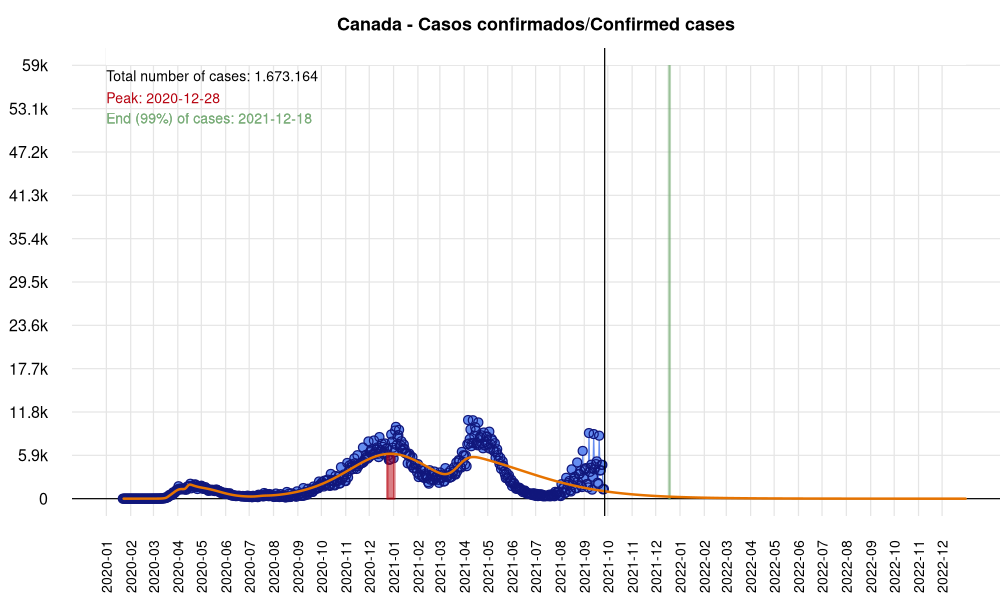 Canada - Casos confirmados/Confirmed cases
59k
Total number of cases: 1.673.164
Peak: 2020-12-28
End (99%) of cases: 2021-12-18
53.1k
47.2k
41.3k
35.4k
29.5k
23.6k
17.7k
11.8k
5.9k
0
2020-01
2020-02
2020-03
2020-04
2020-05
2020-06
2020-07
2020-08
2020-09
2020-10
2020-11
2020-12
2021-01
2021-02
2021-03
2021-04
2021-05
2021-06
2021-07
2021-08
2021-09
2021-10
2021-11
2021-12
2022-01
2022-02
2022-03
2022-04
2022-05
2022-06
2022-07
2022-08
2022-09
2022-10
2022-11
2022-12